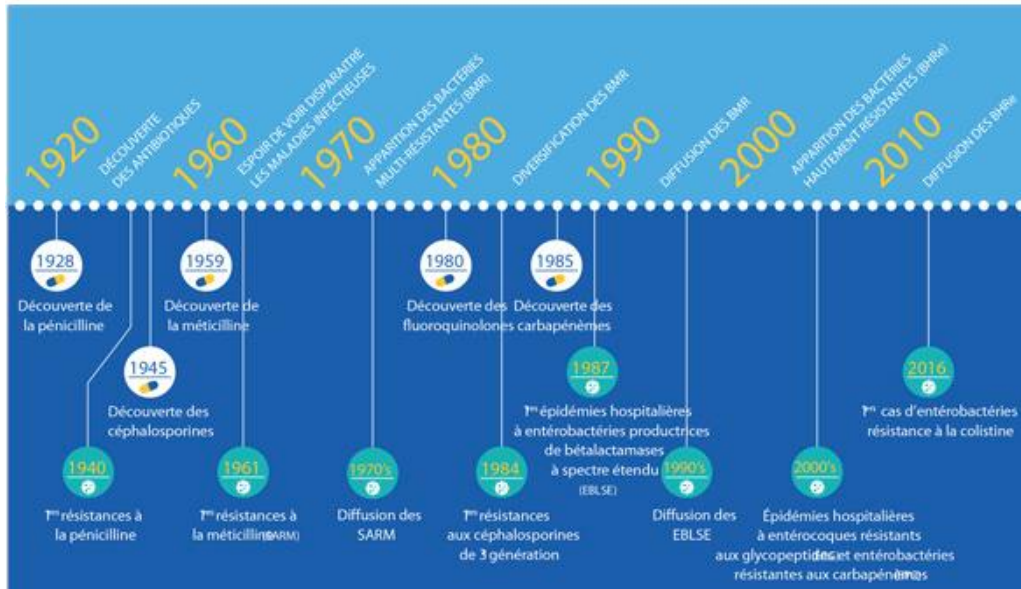 1920
DÉCOUVERTE
DES ANTIBIOTIQUES
1960
ESPOIR DE VOIR DISPARAITRE
LES MALADIES INFECTIEUSES
1970
APPARITION DES BACTÉRIES
MULTI-RÉSISTANTES (BMR)
1980
DIVERSIFICATION DES BMR
1990
DIFFUSION DES BMR
2000
APPARITION DES BACTÉRIES
HAUTEMENT RÉSISTANTES (BHRe)
2010
DIFFUSION DES BHRe
1928
Découverte de
la pénicilline
1959
Découverte de
la méticilline
1980
Découverte des
fluoroquinolones
1985
Découverte des
carbapénèmes
1945
Découverte des
céphalosporines
1987
1res épidémies hospitalières
à entérobactéries productrices
de bétalactamases
à spectre étendu
(EBLSE)
2016
1ers cas d'entérobactéries
résistance à la colistine
1940
1res résistances à
la pénicilline
1961
1res résistances à
la méticilline (SARM)
1970's
Diffusion des
SARM
1984
1res résistances
aux céphalosporines
de 3 génération
1990's
Diffusion des
EBLSE
2000's
Épidémies hospitalières
à entérocoques résistants
aux glycopeptides et entérobactéries
résistantes aux carbapénèmes